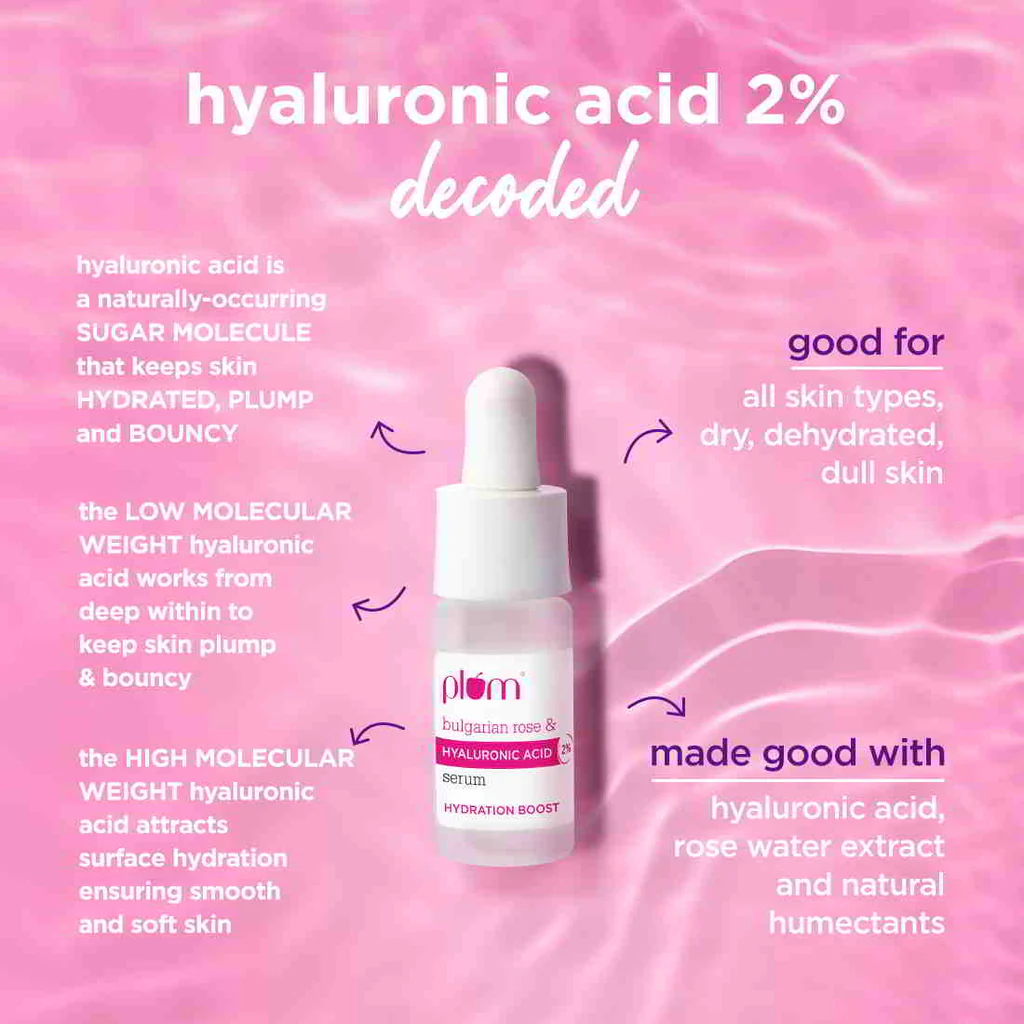 hyaluronic acid 2%
decoded
hyaluronic acid is
a naturally-occurring
SUGAR MOLECULE
that keeps skin
HYDRATED, PLUMP
and BOUNCY
the LOW MOLECULAR
WEIGHT hyaluronic
acid works from
deep within to
keep skin plump
& bouncy
the HIGH MOLECULAR
WEIGHT hyaluronic
acid attracts
surface hydration
ensuring smooth
and soft skin
plum
bulgarian rose &
HYALURONIC ACID 2%
serum
HYDRATION BOOST
good for
all skin types,
dry, dehydrated,
dull skin
made good with
hyaluronic acid,
rose water extract
and natural
humectants